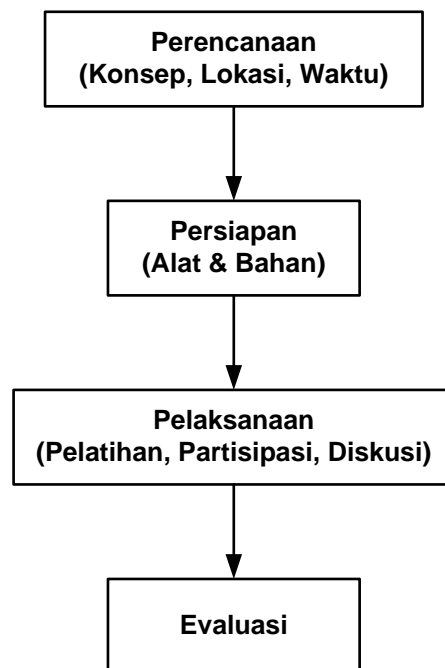 Perencanaan
(Konsep, Lokasi, Waktu)
Persiapan
(Alat & Bahan)
Pelaksanaan
(Pelatihan, Partisipasi, Diskusi)
Evaluasi